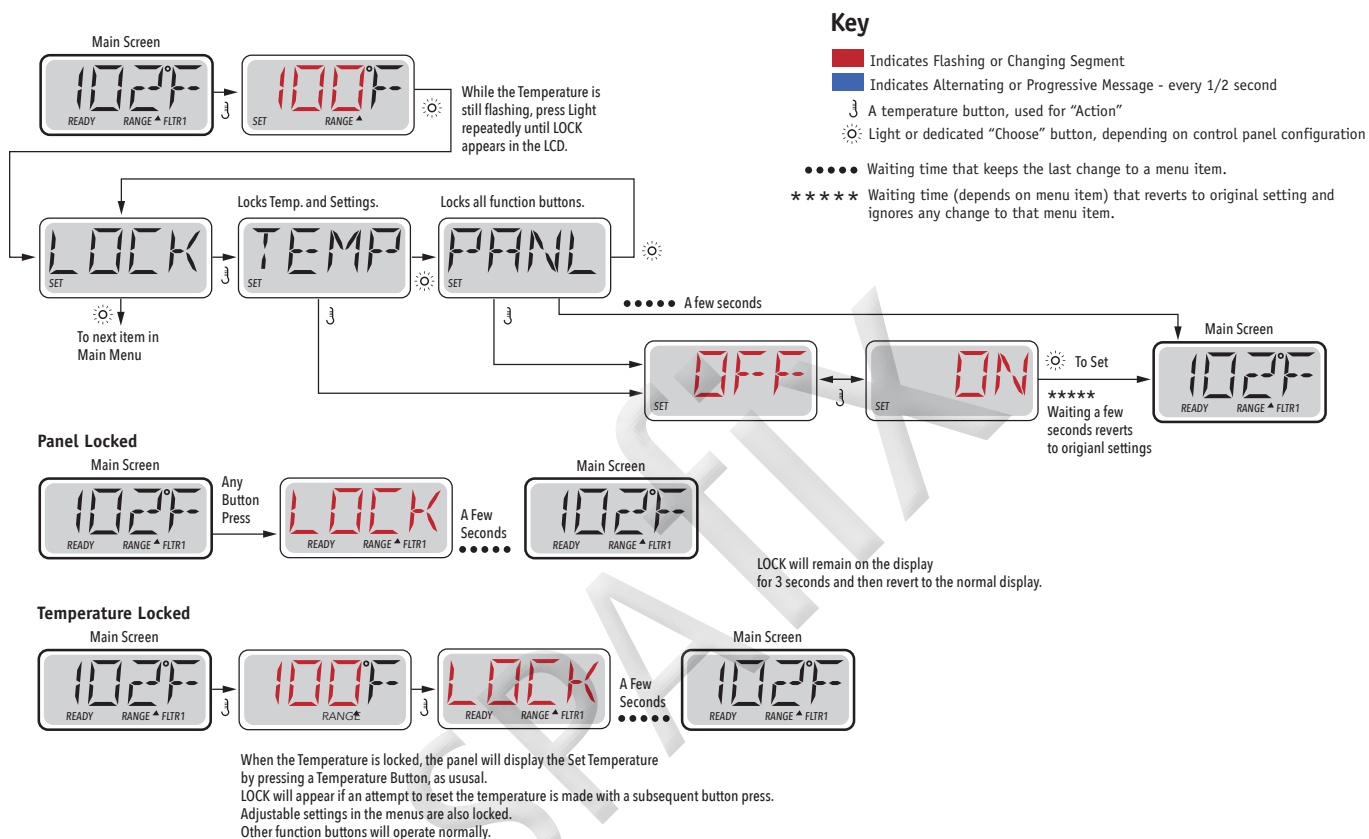 Key
Indicates Flashing or Changing Segment
Indicates Alternating or Progressive Message - every 1/2 second
A temperature button, used for “Action”
Light or dedicated “Choose” button, depending on control panel configuration
••••• Waiting time that keeps the last change to a menu item.
***** Waiting time (depends on menu item) that reverts to original setting and
ignores any change to that menu item.
Main Screen
102°F
READY RANGE ▲ FLTR1
100°F
SET RANGE ▲
While the Temperature is
still flashing, press Light
repeatedly until LOCK
appears in the LCD.
LOCK
SET
To next item in
Main Menu
Locks Temp. and Settings.
TEMP
SET
Locks all function buttons.
PANL
SET
••••• A few seconds
OFF
SET
ON
SET
To Set
*****
Waiting a few
seconds reverts
to origianl settings
Main Screen
102°F
READY RANGE ▲ FLTR1
Panel Locked
Main Screen
102°F
READY RANGE ▲ FLTR1
Any
Button
Press
LOCK
READY RANGE ▲ FLTR1
A Few
Seconds
•••••
Main Screen
102°F
READY RANGE ▲ FLTR1
LOCK will remain on the display
for 3 seconds and then revert to the normal display.
Temperature Locked
Main Screen
102°F
READY RANGE ▲ FLTR1
100°F
RANGE ▲
LOCK
READY RANGE ▲ FLTR1
A Few
Seconds
•••••
Main Screen
102°F
READY RANGE ▲ FLTR1
When the Temperature is locked, the panel will display the Set Temperature
by pressing a Temperature Button, as ususal.
LOCK will appear if an attempt to reset the temperature is made with a subsequent button press.
Adjustable settings in the menus are also locked.
Other function buttons will operate normally.
SPAfix